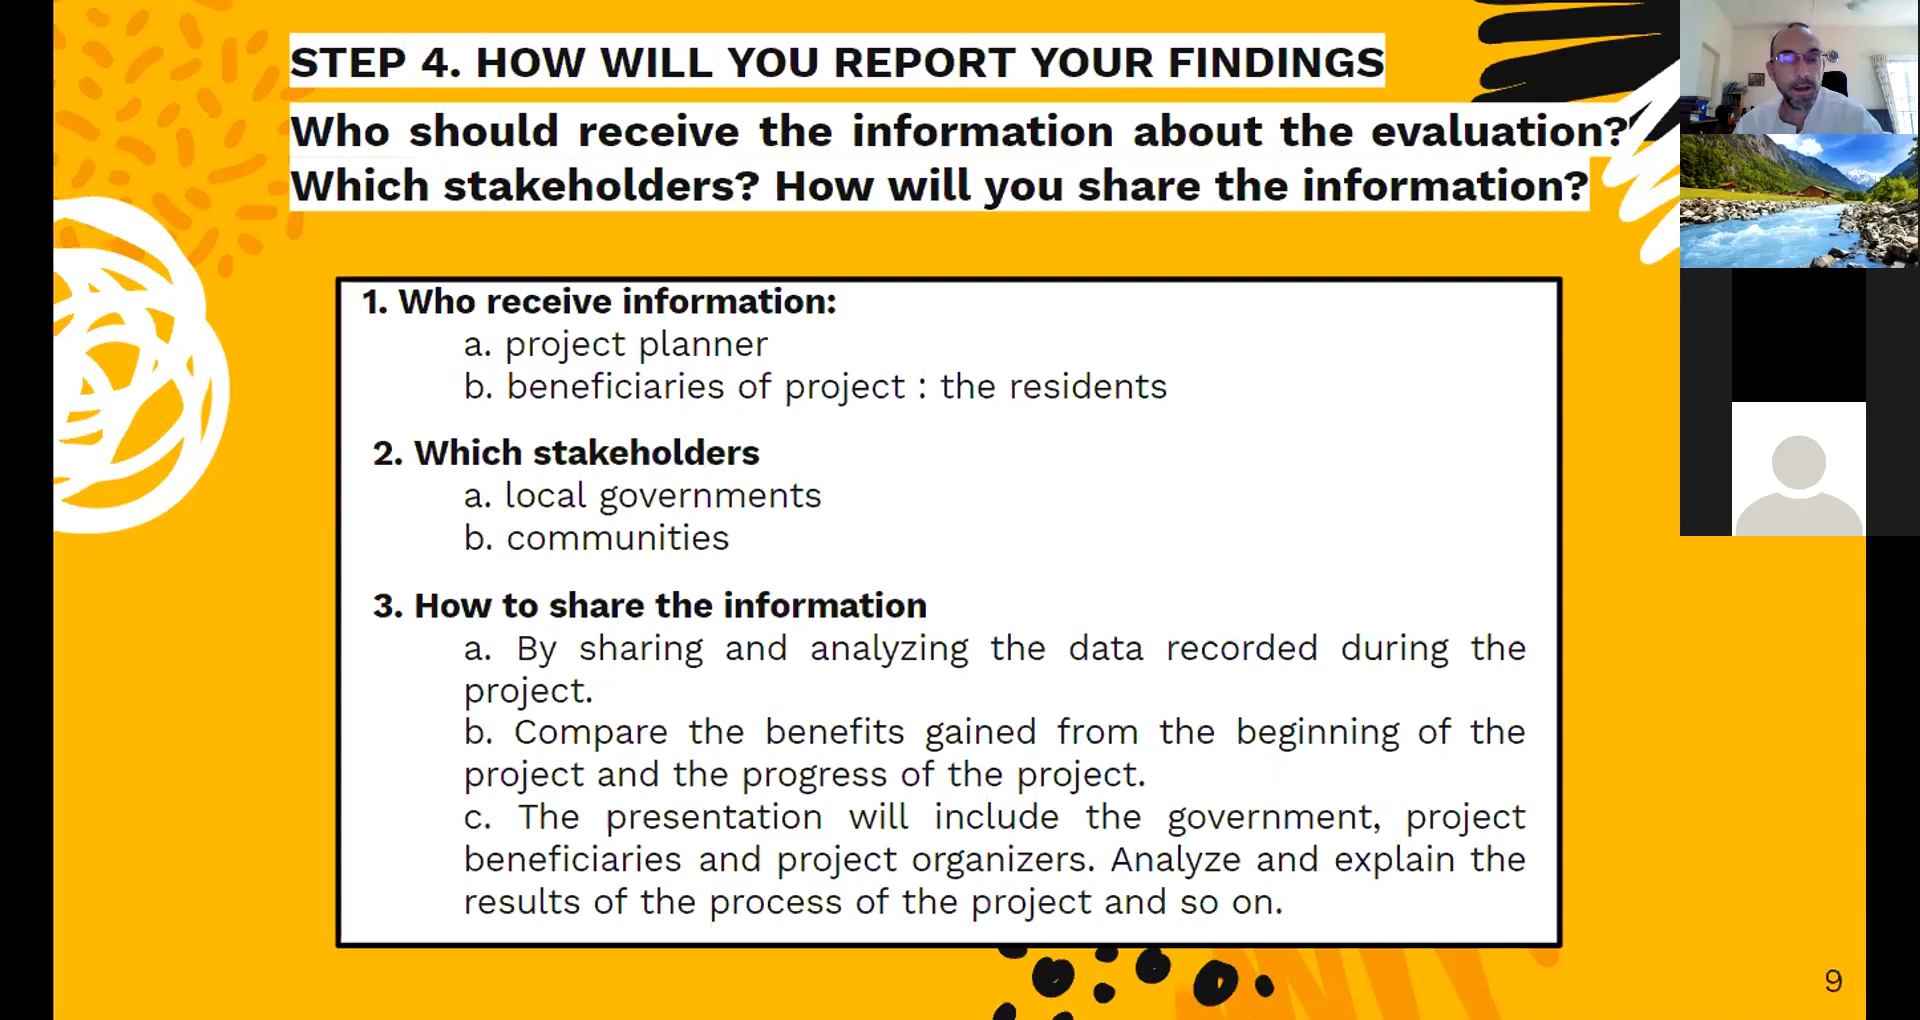 STEP 4. HOW WILL YOU REPORT YOUR FINDINGS
Who should receive the information about the evaluation?
Which stakeholders? How will you share the information?
1. Who receive information:
a. project planner
b. beneficiaries of project : the residents
2. Which stakeholders
a. local governments
b. communities
3. How to share the information
a. By sharing and analyzing the data recorded during the
project.
b. Compare the benefits gained from the beginning of the
project and the progress of the project.
c. The presentation will include the government, project
beneficiaries and project organizers. Analyze and explain the
results of the process of the project and so on.
9